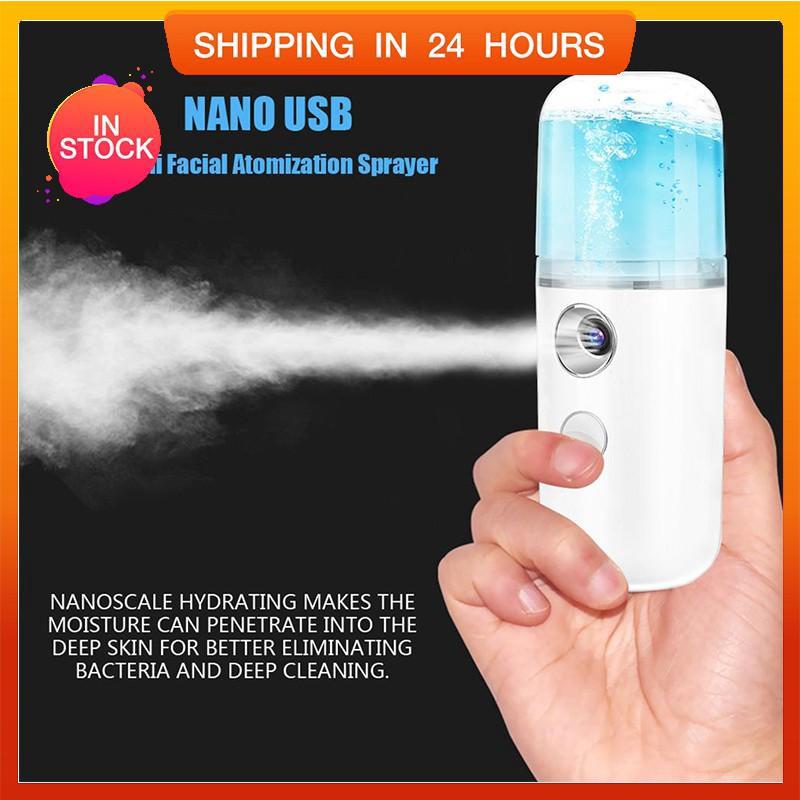 SHIPPING IN 24 HOURS
IN
STOCK
NANO USB
Facial Atomization Sprayer
NANOSCALE HYDRATING MAKES THE
MOISTURE CAN PENETRATE INTO THE
DEEP SKIN FOR BETTER ELIMINATING
BACTERIA AND DEEP CLEANING.